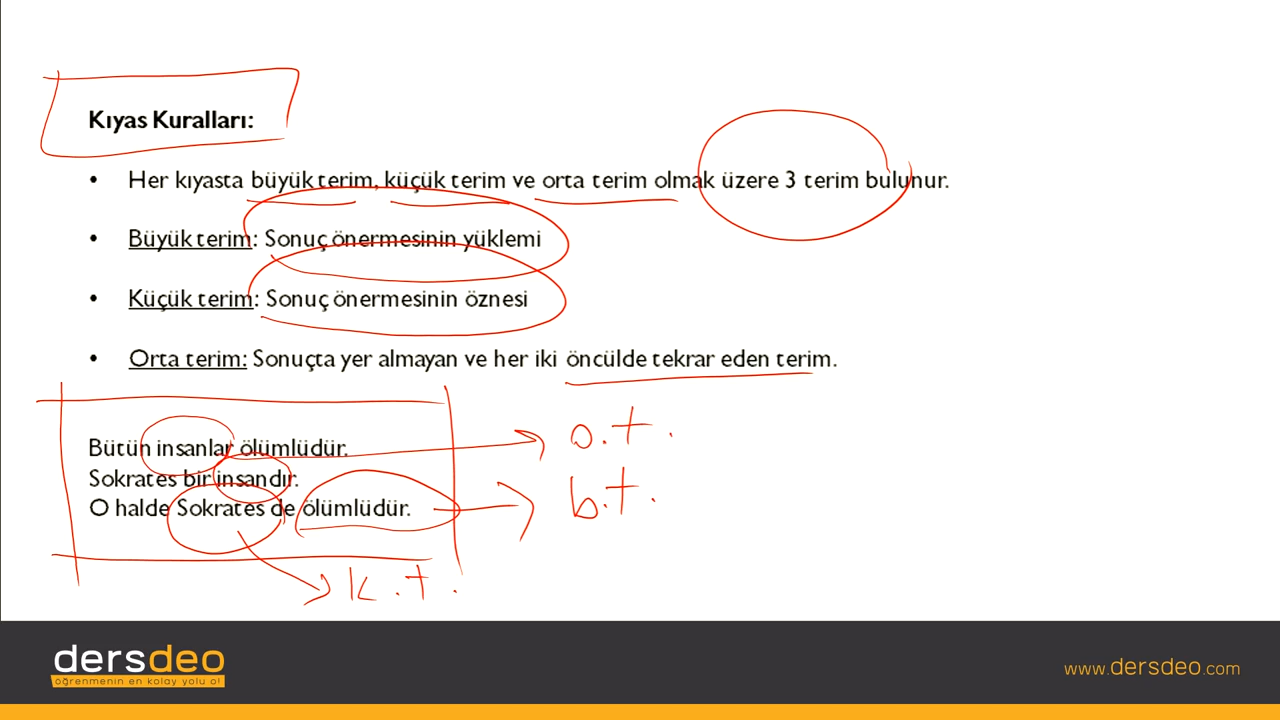 Kıyas Kuralları:
• Her kıyasta büyük terim, küçük terim ve orta terim olmak üzere 3 terim bulunur.
• Büyük terim: Sonuç önermesinin yüklemi
• Küçük terim: Sonuç önermesinin öznesi
• Orta terim: Sonuçta yer almayan ve her iki öncülde tekrar eden terim.
Bütün insanlar ölümlüdür.
Sokrates bir insandır.
O halde Sokrates de ölümlüdür.
o.t.
b.t.
k.t.
dersdeo
öğrenmenin en kolay yolu o!
www.dersdeo.com